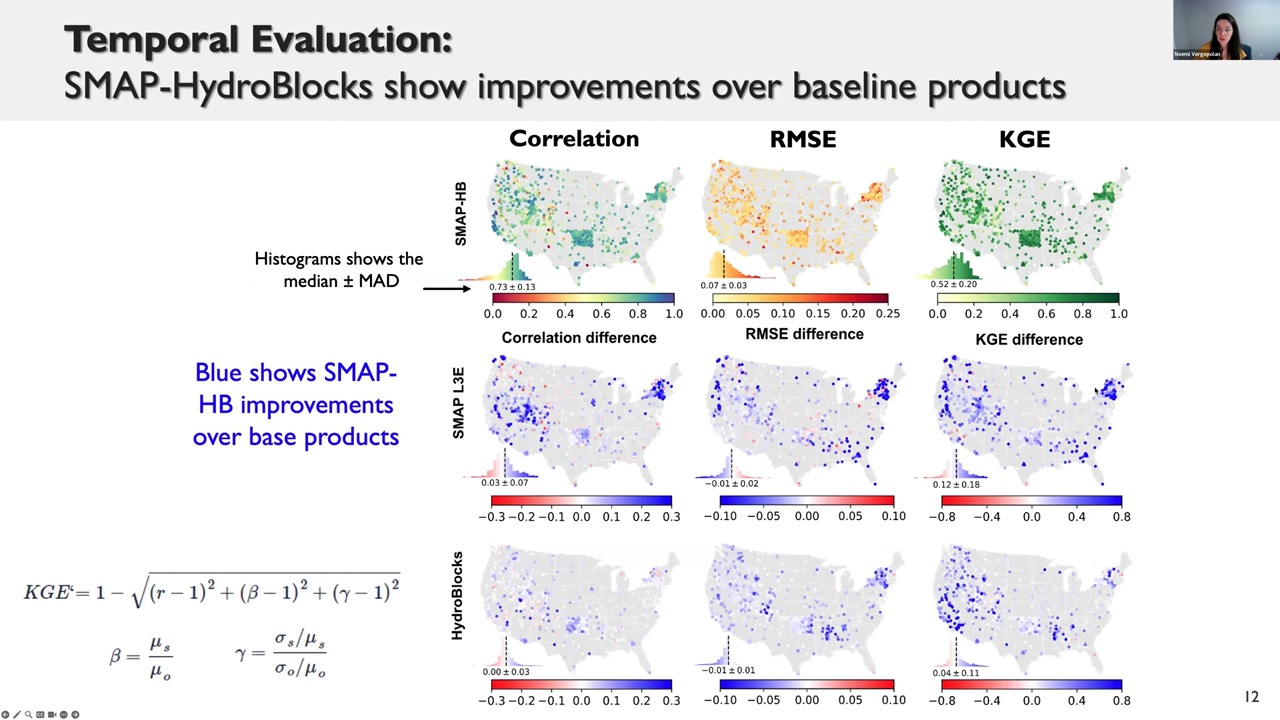 Temporal Evaluation:
SMAP-HydroBlocks show improvements over baseline products
Noemi Vergopolan
Correlation RMSE KGE
SMAP-HB
Histograms shows the
median ± MAD
0.73 ± 0.13 0.07 ± 0.03 0.52 ± 0.20
0.0 0.2 0.4 0.6 0.8 1.0 0.00 0.05 0.10 0.15 0.20 0.25 0.0 0.2 0.4 0.6 0.8 1.0
Correlation difference RMSE difference KGE difference
SMAP L3E
Blue shows SMAP-
HB improvements
over base products
0.03 ± 0.07 −0.01 ± 0.02 0.12 ± 0.18
−0.3 −0.2 −0.1 0.0 0.1 0.2 0.3 −0.10 −0.05 0.00 0.05 0.10 −0.8 −0.4 0.0 0.4 0.8
HydroBlocks
KGE‘= 1 − √(r − 1)² + (β − 1)² + (γ − 1)²
β = μₛ/μₒ γ = (σₛ/μₛ)/(σₒ/μₒ)
0.00 ± 0.03 −0.01 ± 0.01 0.04 ± 0.11
−0.3 −0.2 −0.1 0.0 0.1 0.2 0.3 −0.10 −0.05 0.00 0.05 0.10 −0.8 −0.4 0.0 0.4 0.8
12